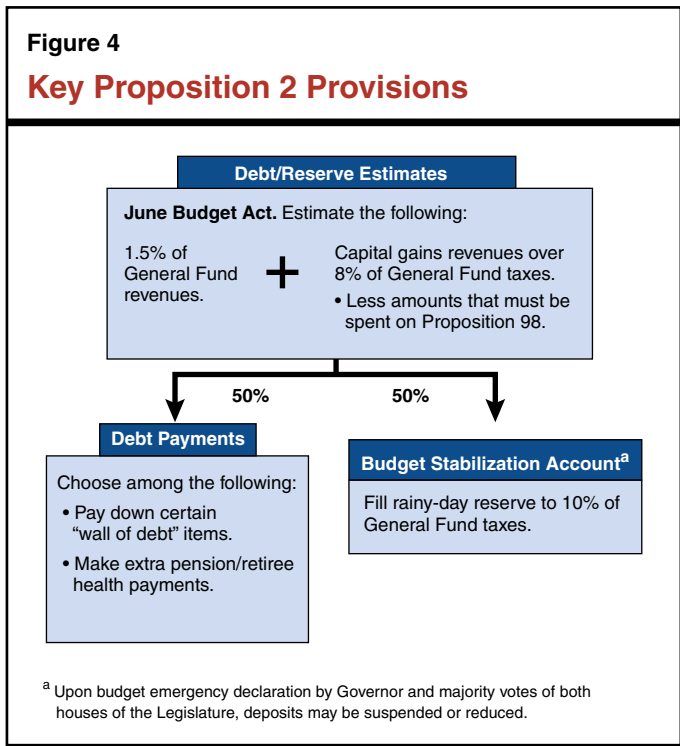 Figure 4
Key Proposition 2 Provisions
Debt/Reserve Estimates
June Budget Act. Estimate the following:
1.5% of
General Fund
revenues.
+
Capital gains revenues over
8% of General Fund taxes.
• Less amounts that must be
spent on Proposition 98.
50%
50%
Debt Payments
Choose among the following:
• Pay down certain
“wall of debt” items.
• Make extra pension/retiree
health payments.
Budget Stabilization Accountᵃ
Fill rainy-day reserve to 10% of
General Fund taxes.
ᵃ Upon budget emergency declaration by Governor and majority votes of both
houses of the Legislature, deposits may be suspended or reduced.